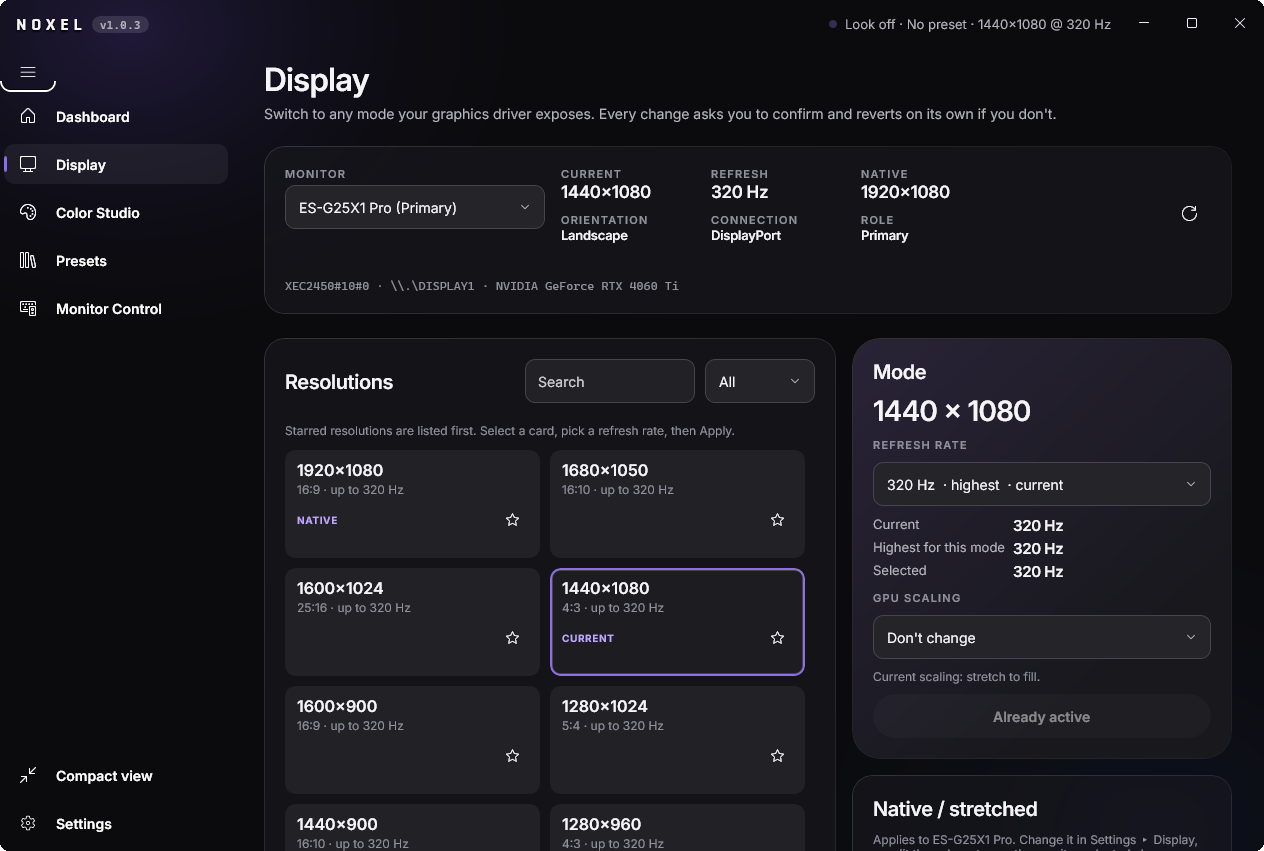 NOXEL v1.0.3
Look off · No preset · 1440×1080 @ 320 Hz
Dashboard
Display
Color Studio
Presets
Monitor Control
Compact view
Settings
Display
Switch to any mode your graphics driver exposes. Every change asks you to confirm and reverts on its own if you don't.
MONITOR
ES-G25X1 Pro (Primary)
CURRENT
1440×1080
REFRESH
320 Hz
NATIVE
1920×1080
ORIENTATION
Landscape
CONNECTION
DisplayPort
ROLE
Primary
XEC2450#10#0 · \\.\DISPLAY1 · NVIDIA GeForce RTX 4060 Ti
Resolutions
Search
All
Starred resolutions are listed first. Select a card, pick a refresh rate, then Apply.
1920×1080
16:9 · up to 320 Hz
NATIVE
1680×1050
16:10 · up to 320 Hz
1600×1024
25:16 · up to 320 Hz
1440×1080
4:3 · up to 320 Hz
CURRENT
1600×900
16:9 · up to 320 Hz
1280×1024
5:4 · up to 320 Hz
1440×900
16:10 · up to 320 Hz
1280×960
4:3 · up to 320 Hz
Mode
1440 × 1080
REFRESH RATE
320 Hz · highest · current
Current 320 Hz
Highest for this mode 320 Hz
Selected 320 Hz
GPU SCALING
Don't change
Current scaling: stretch to fill.
Already active
Native / stretched
Applies to ES-G25X1 Pro. Change it in Settings ▸ Display,